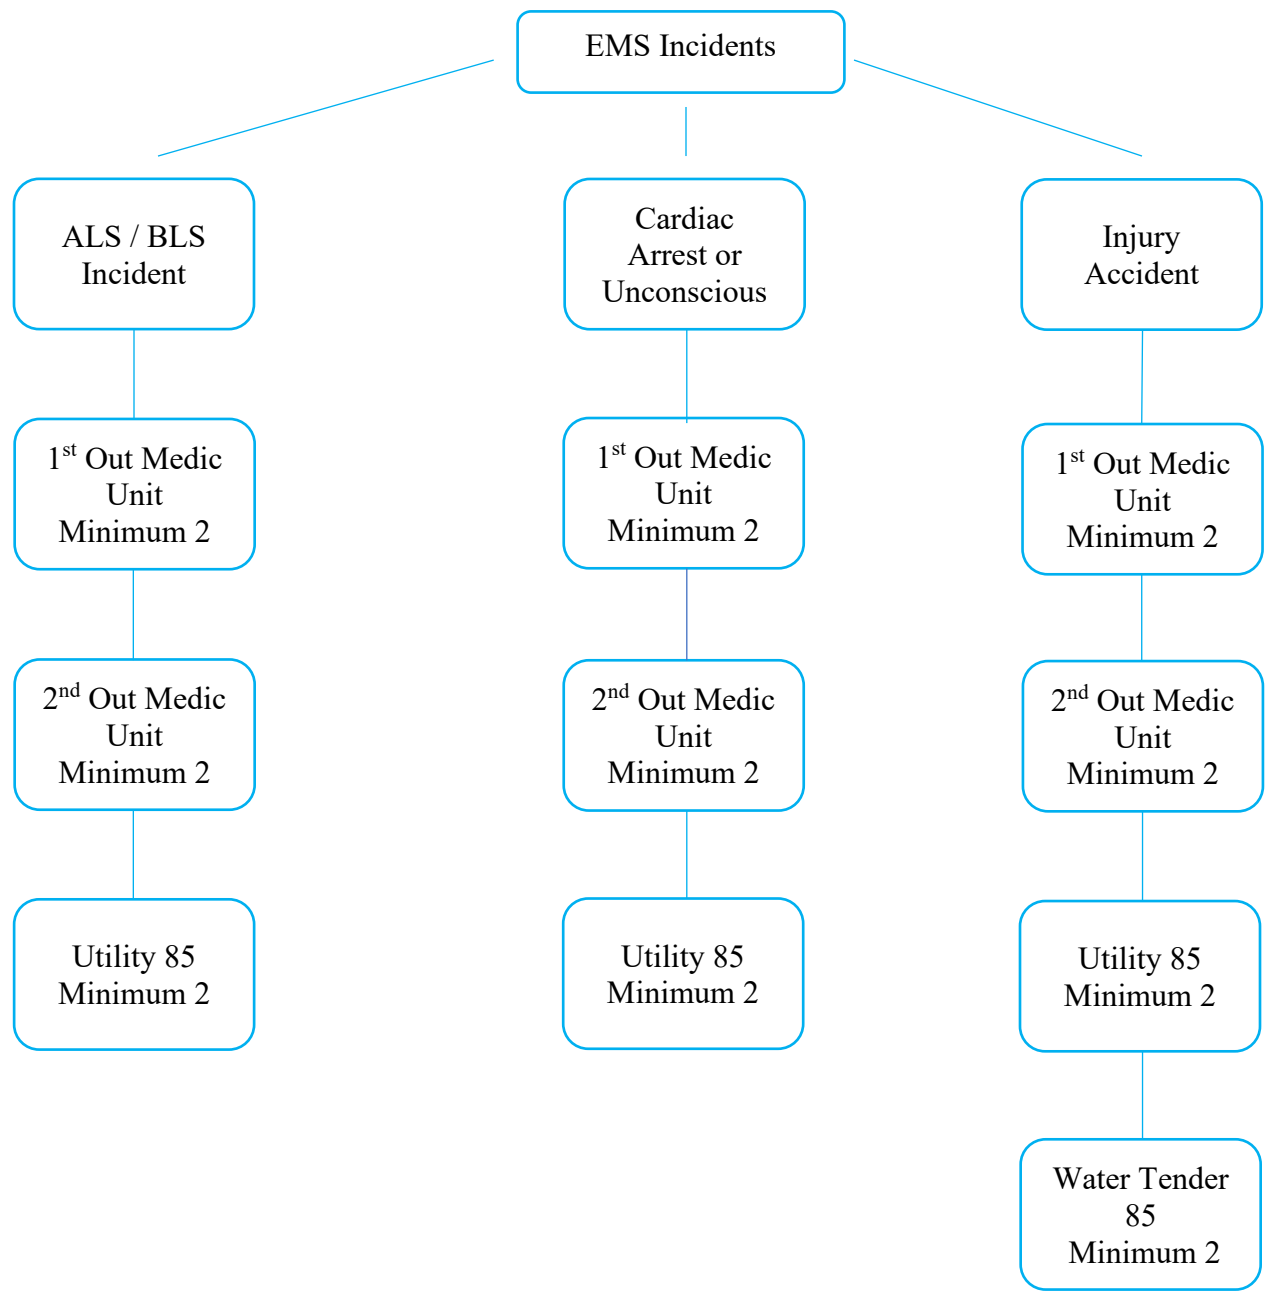 EMS Incidents
ALS / BLS
Incident
Cardiac
Arrest or
Unconscious
Injury
Accident
1st Out Medic
Unit
Minimum 2
1st Out Medic
Unit
Minimum 2
1st Out Medic
Unit
Minimum 2
2nd Out Medic
Unit
Minimum 2
2nd Out Medic
Unit
Minimum 2
2nd Out Medic
Unit
Minimum 2
Utility 85
Minimum 2
Utility 85
Minimum 2
Utility 85
Minimum 2
Water Tender
85
Minimum 2